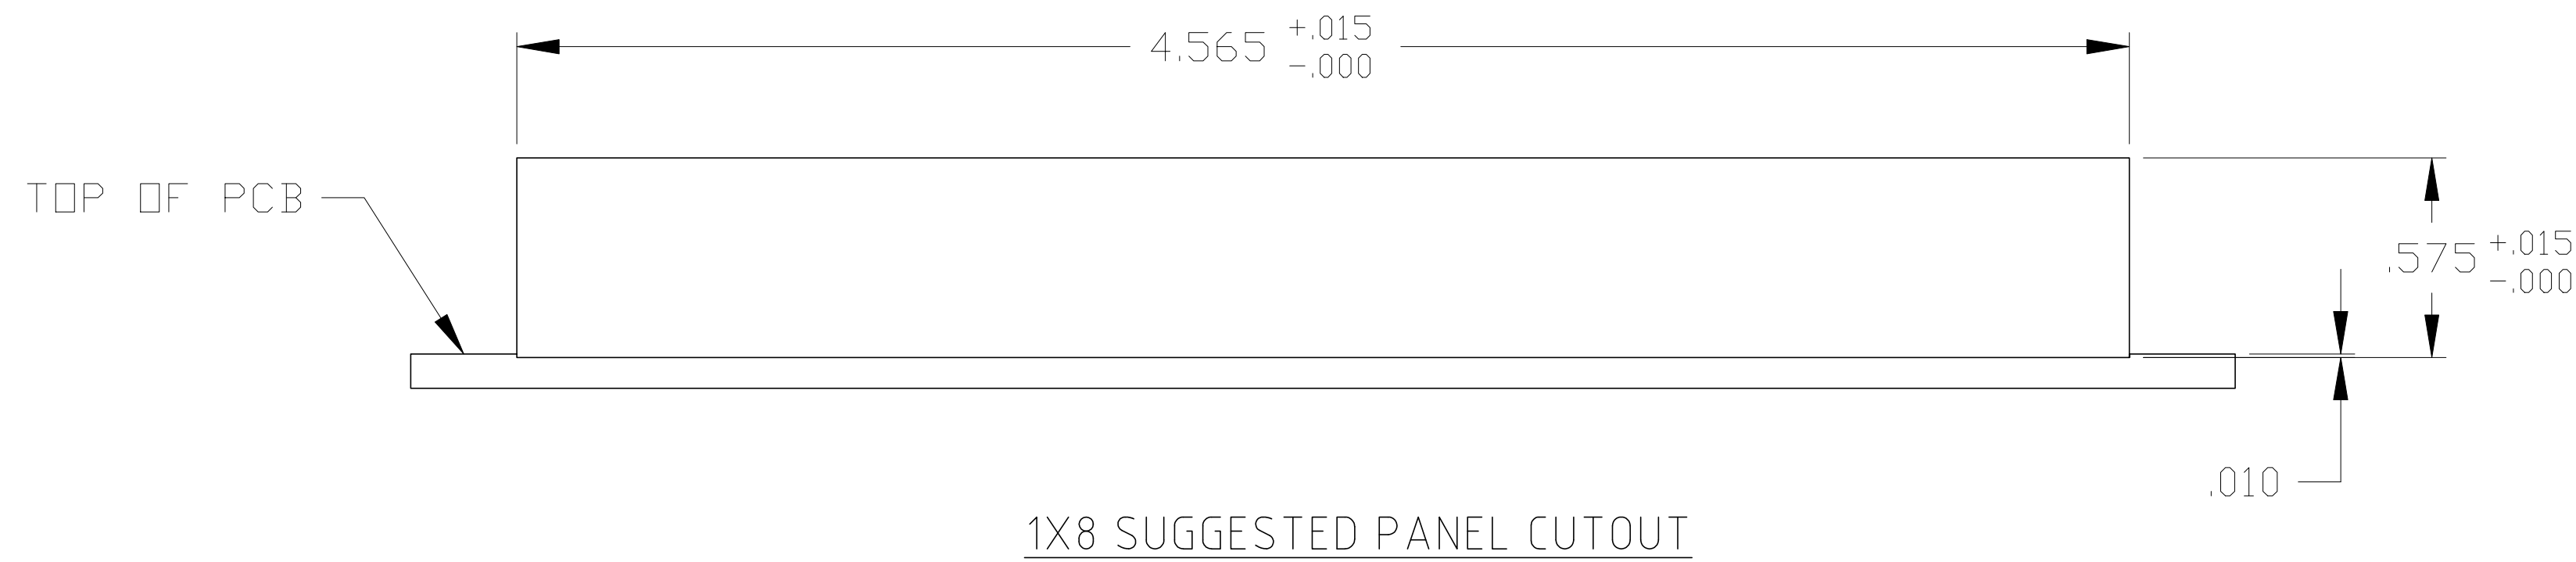 4.565 +.015
-.000
TOP OF PCB
.575 +.015
-.000
.010
1X8 SUGGESTED PANEL CUTOUT